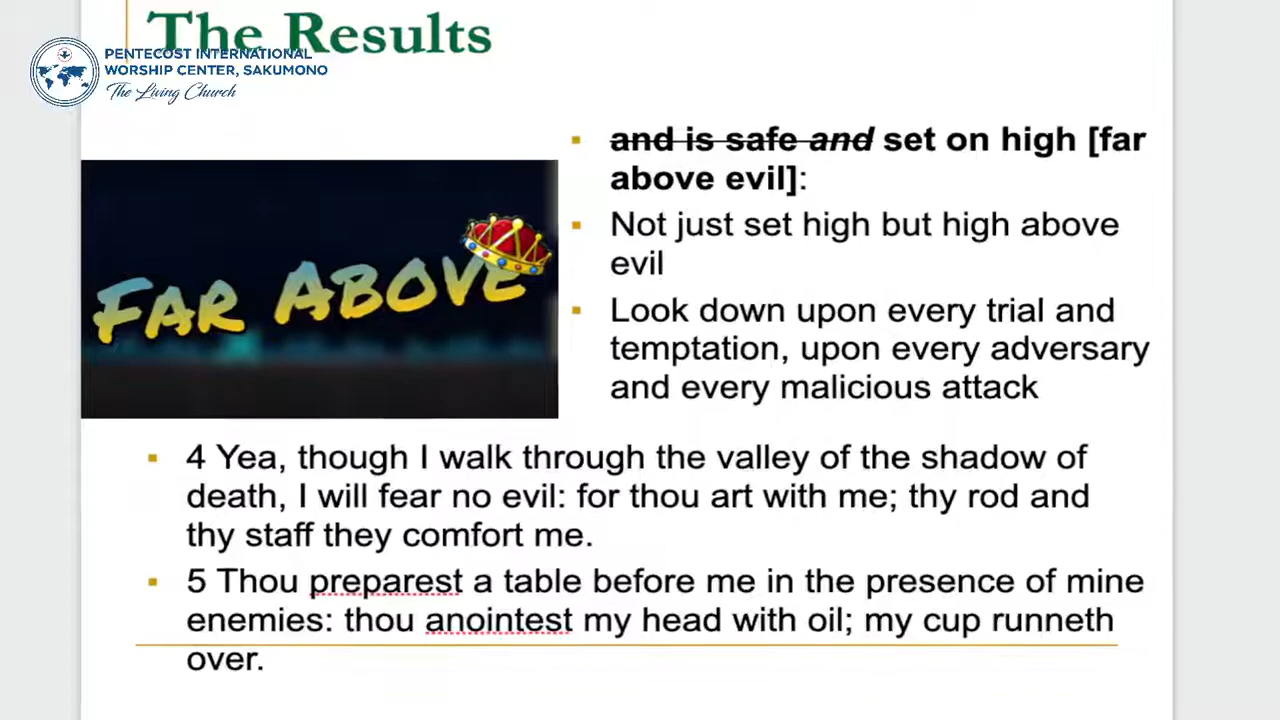 The Results
PENTECOST INTERNATIONAL
WORSHIP CENTER, SAKUMONO
The Living Church
FAR ABOVE
▪ and is safe and set on high [far
above evil]:
▪ Not just set high but high above
evil
▪ Look down upon every trial and
temptation, upon every adversary
and every malicious attack
▪ 4 Yea, though I walk through the valley of the shadow of
death, I will fear no evil: for thou art with me; thy rod and
thy staff they comfort me.
▪ 5 Thou preparest a table before me in the presence of mine
enemies: thou anointest my head with oil; my cup runneth
over.